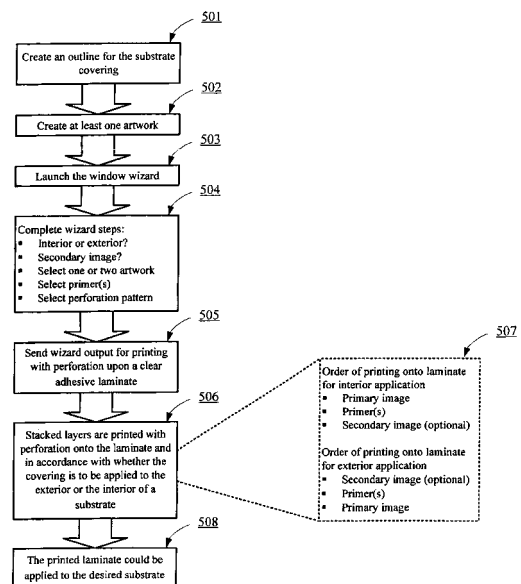 501
Create an outline for the substrate
covering
502
Create at least one artwork
503
Launch the window wizard
504
Complete wizard steps:
▪ Interior or exterior?
▪ Secondary image?
▪ Select one or two artwork
▪ Select primer(s)
▪ Select perforation pattern
505
Send wizard output for printing
with perforation upon a clear
adhesive laminate
506
Stacked layers are printed with
perforation onto the laminate and
in accordance with whether the
covering is to be applied to the
exterior or the interior of a
substrate
507
Order of printing onto laminate
for interior application
▪ Primary image
▪ Primer(s)
▪ Secondary image (optional)
Order of printing onto laminate
for exterior application
▪ Secondary image (optional)
▪ Primer(s)
▪ Primary image
508
The printed laminate could be
applied to the desired substrate